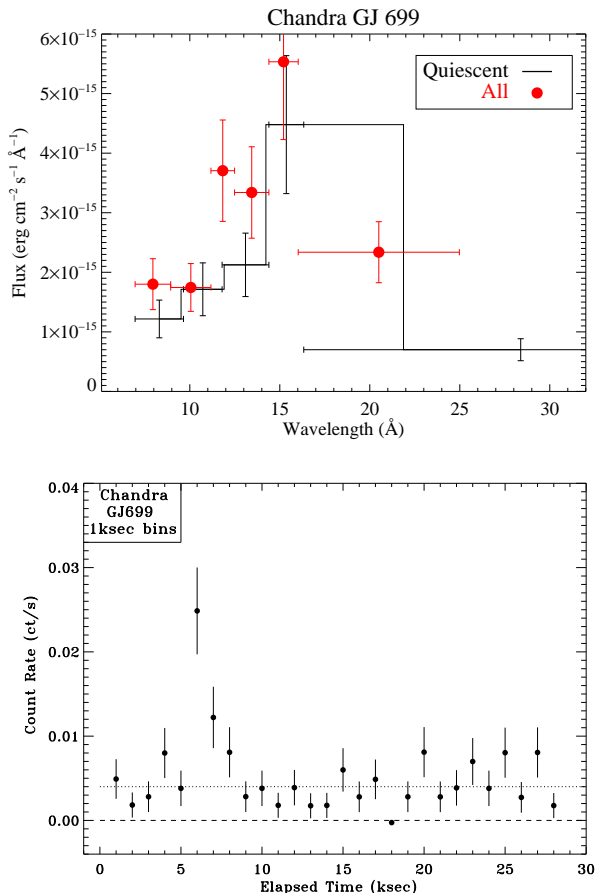 Chandra GJ 699
6×10⁻¹⁵
5×10⁻¹⁵
4×10⁻¹⁵
3×10⁻¹⁵
2×10⁻¹⁵
1×10⁻¹⁵
0
Flux (erg cm⁻² s⁻¹ Å⁻¹)
Quiescent
All
10 15 20 25 30
Wavelength (Å)
Chandra
GJ699
1ksec bins
0.04
0.03
0.02
0.01
0.00
Count Rate (ct/s)
0 5 10 15 20 25 30
Elapsed Time (ksec)